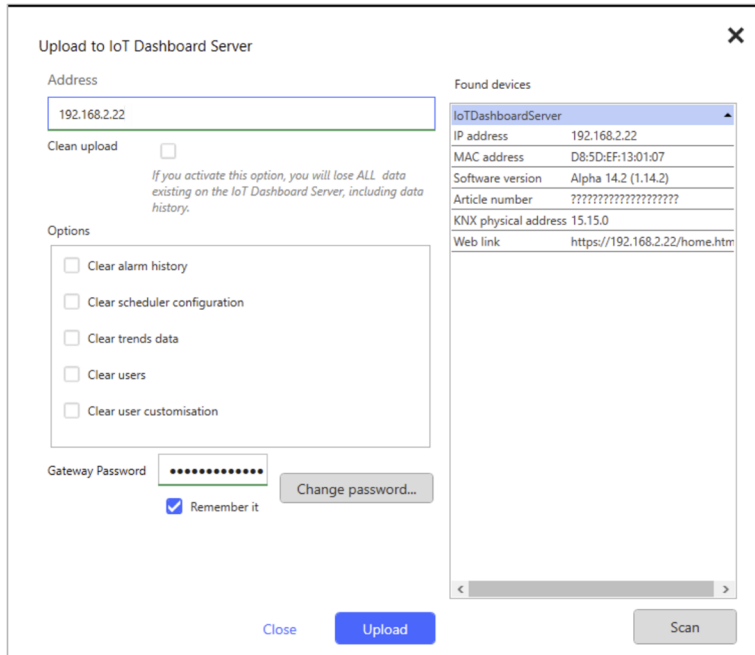 Upload to IoT Dashboard Server
Address
192.168.2.22
Clean upload
If you activate this option, you will lose ALL data
existing on the IoT Dashboard Server, including data
history.
Options
Clear alarm history
Clear scheduler configuration
Clear trends data
Clear users
Clear user customisation
Gateway Password
●●●●●●●●●●●●●
Change password...
Remember it
Close
Upload
Found devices
IoTDashboardServer
IP address 192.168.2.22
MAC address D8:5D:EF:13:01:07
Software version Alpha 14.2 (1.14.2)
Article number ????????????????????
KNX physical address 15.15.0
Web link https://192.168.2.22/home.htm
Scan